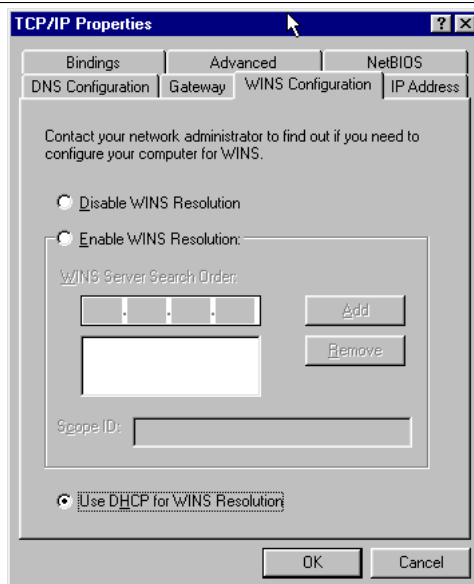 TCP/IP Properties
Bindings Advanced NetBIOS
DNS Configuration Gateway WINS Configuration IP Address
Contact your network administrator to find out if you need to
configure your computer for WINS.
Disable WINS Resolution
Enable WINS Resolution:
WINS Server Search Order:
Add
Remove
Scope ID:
Use DHCP for WINS Resolution
OK Cancel